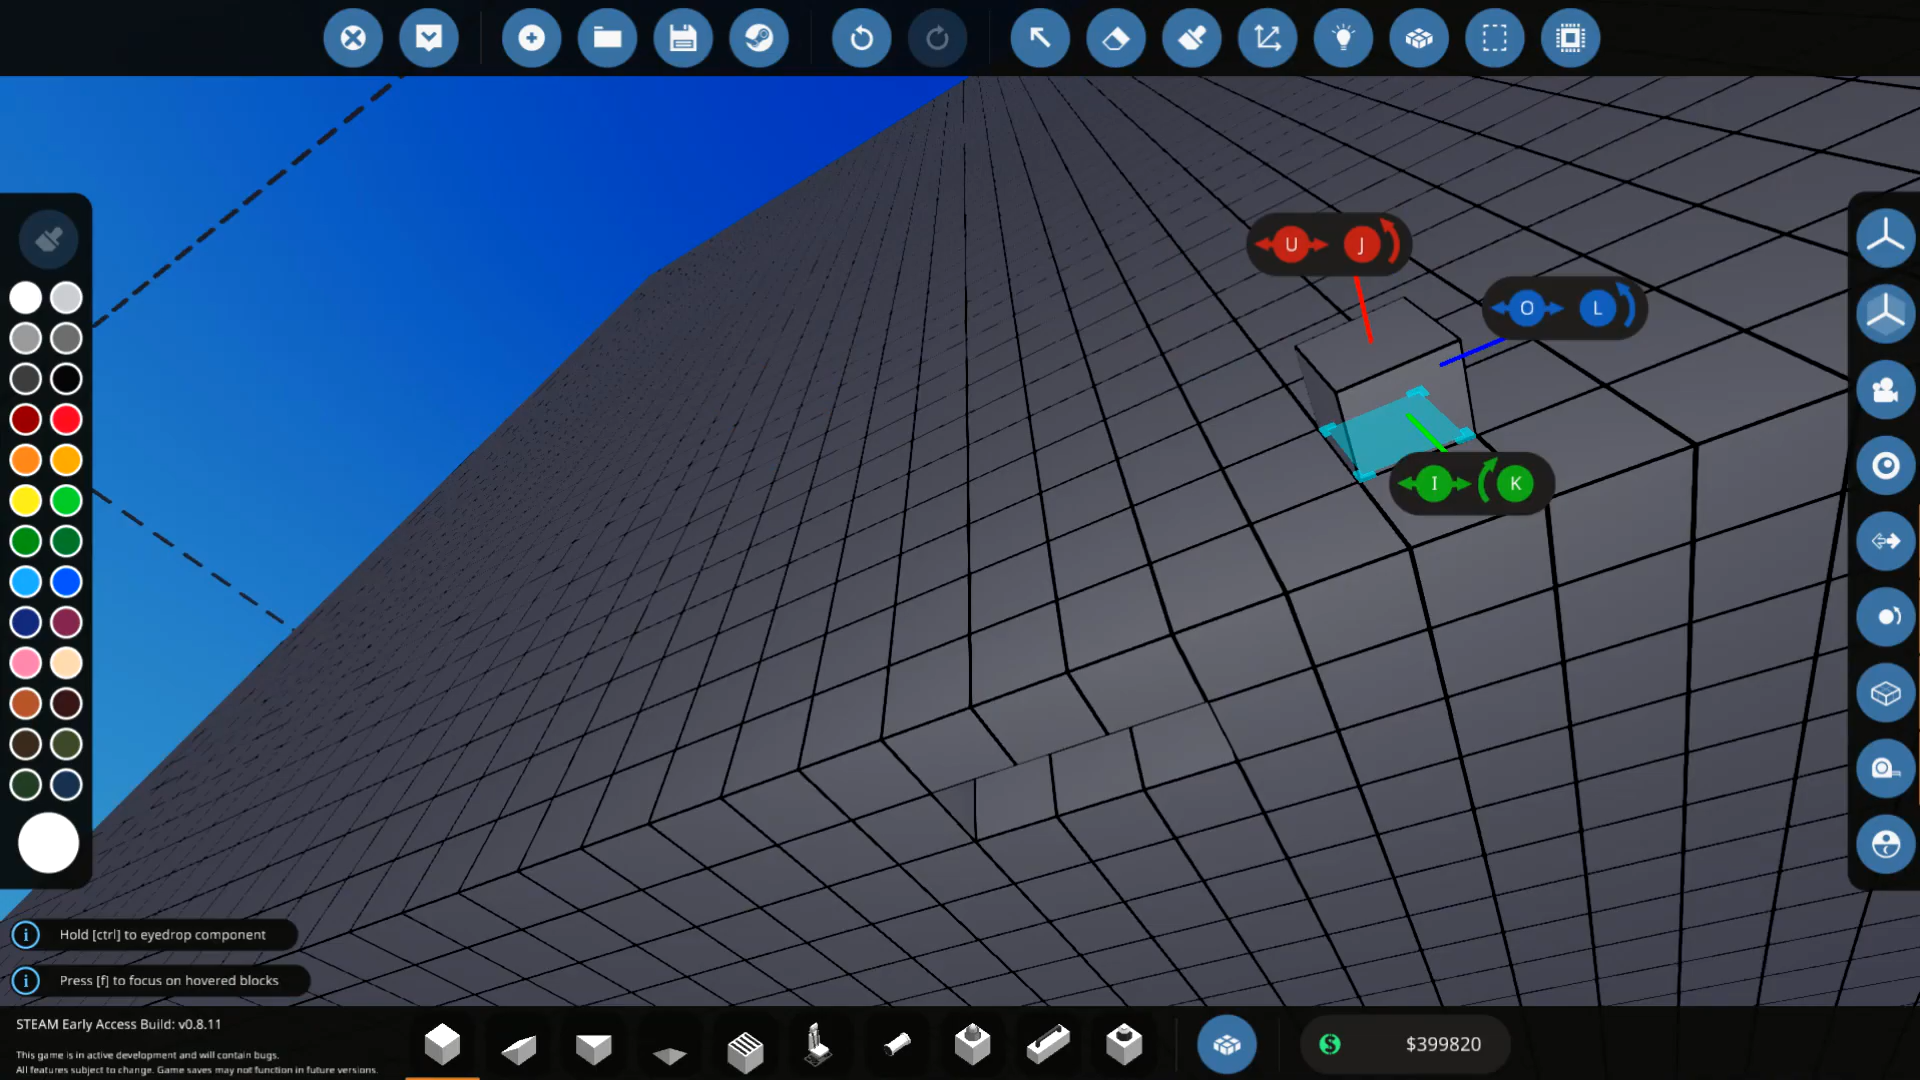 U J
O L
I K
Hold [ctrl] to eyedrop component
Press [f] to focus on hovered blocks
STEAM Early Access Build: v0.8.11
This game is in active development and will contain bugs.
All features subject to change. Game saves may not function in future versions.
$ $399820